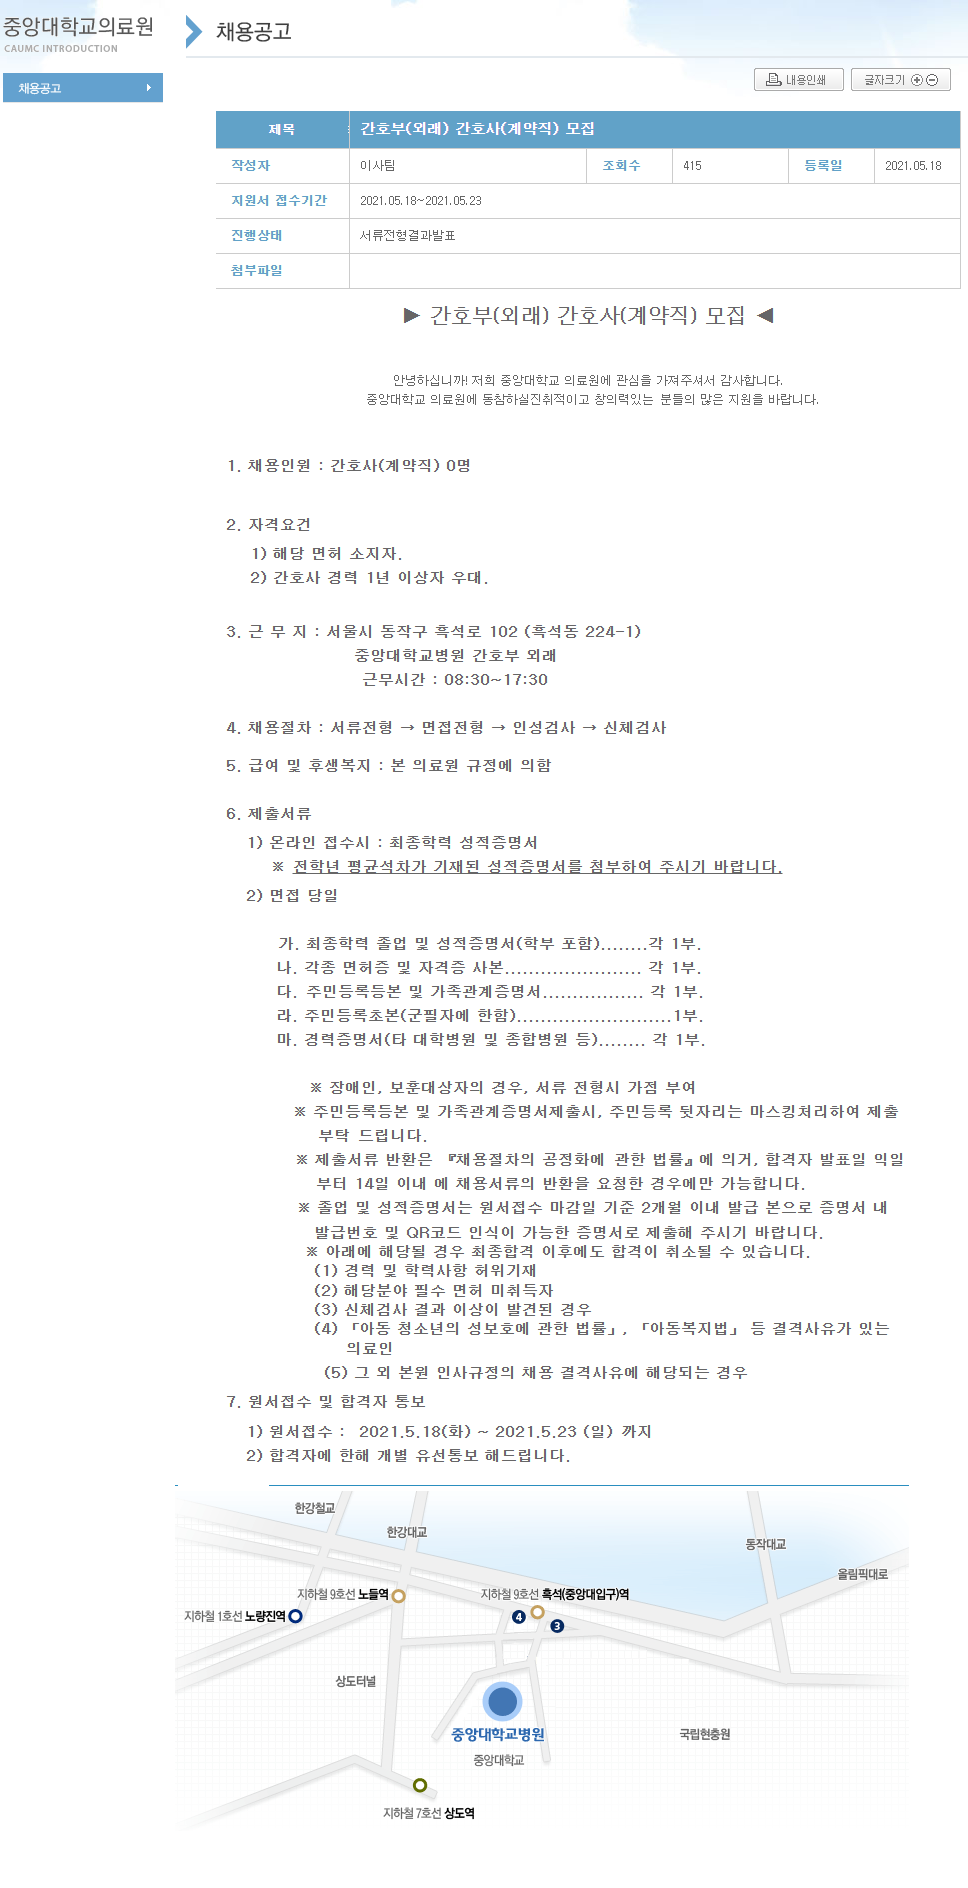 중앙대학교의료원
CAUMC INTRODUCTION
채용공고
채용공고
내용인쇄
글자크기
제목 간호부(외래) 간호사(계약직) 모집
작성자 이사팀 조회수 415 등록일 2021.05.18
지원서 접수기간 2021.05.18~2021.05.23
진행상태 서류전형결과발표
첨부파일
▶ 간호부(외래) 간호사(계약직) 모집 ◀
안녕하십니까! 저희 중앙대학교 의료원에 관심을 가져주셔서 감사합니다.
중앙대학교 의료원에 동참하실진취적이고 창의력있는 분들의 많은 지원을 바랍니다.
1. 채용인원 : 간호사(계약직) 0명
2. 자격요건
1) 해당 면허 소지자.
2) 간호사 경력 1년 이상자 우대.
3. 근 무 지 : 서울시 동작구 흑석로 102 (흑석동 224-1)
중앙대학교병원 간호부 외래
근무시간 : 08:30~17:30
4. 채용절차 : 서류전형 → 면접전형 → 인성검사 → 신체검사
5. 급여 및 후생복지 : 본 의료원 규정에 의함
6. 제출서류
1) 온라인 접수시 : 최종학력 성적증명서
※ 전학년 평균석차가 기재된 성적증명서를 첨부하여 주시기 바랍니다.
2) 면접 당일
가. 최종학력 졸업 및 성적증명서(학부 포함)........각 1부.
나. 각종 면허증 및 자격증 사본....................... 각 1부.
다. 주민등록등본 및 가족관계증명서................. 각 1부.
라. 주민등록초본(군필자에 한함)..........................1부.
마. 경력증명서(타 대학병원 및 종합병원 등)........ 각 1부.
※ 장애인, 보훈대상자의 경우, 서류 전형시 가점 부여
※ 주민등록등본 및 가족관계증명서제출시, 주민등록 뒷자리는 마스킹처리하여 제출
부탁 드립니다.
※ 제출서류 반환은 『채용절차의 공정화에 관한 법률』에 의거, 합격자 발표일 익일
부터 14일 이내 에 채용서류의 반환을 요청한 경우에만 가능합니다.
※ 졸업 및 성적증명서는 원서접수 마감일 기준 2개월 이내 발급 본으로 증명서 내
발급번호 및 QR코드 인식이 가능한 증명서로 제출해 주시기 바랍니다.
※ 아래에 해당될 경우 최종합격 이후에도 합격이 취소될 수 있습니다.
(1) 경력 및 학력사항 허위기재
(2) 해당분야 필수 면허 미취득자
(3) 신체검사 결과 이상이 발견된 경우
(4) 「아동 청소년의 성보호에 관한 법률」, 「아동복지법」 등 결격사유가 있는
의료인
(5) 그 외 본원 인사규정의 채용 결격사유에 해당되는 경우
7. 원서접수 및 합격자 통보
1) 원서접수 : 2021.5.18(화) ~ 2021.5.23 (일) 까지
2) 합격자에 한해 개별 유선통보 해드립니다.
한강철교
한강대교
동작대교
올림픽대로
지하철 9호선 노들역
지하철 9호선 흑석(중앙대입구)역
지하철 1호선 노량진역
4
3
상도터널
중앙대학교병원
국립현충원
중앙대학교
지하철 7호선 상도역